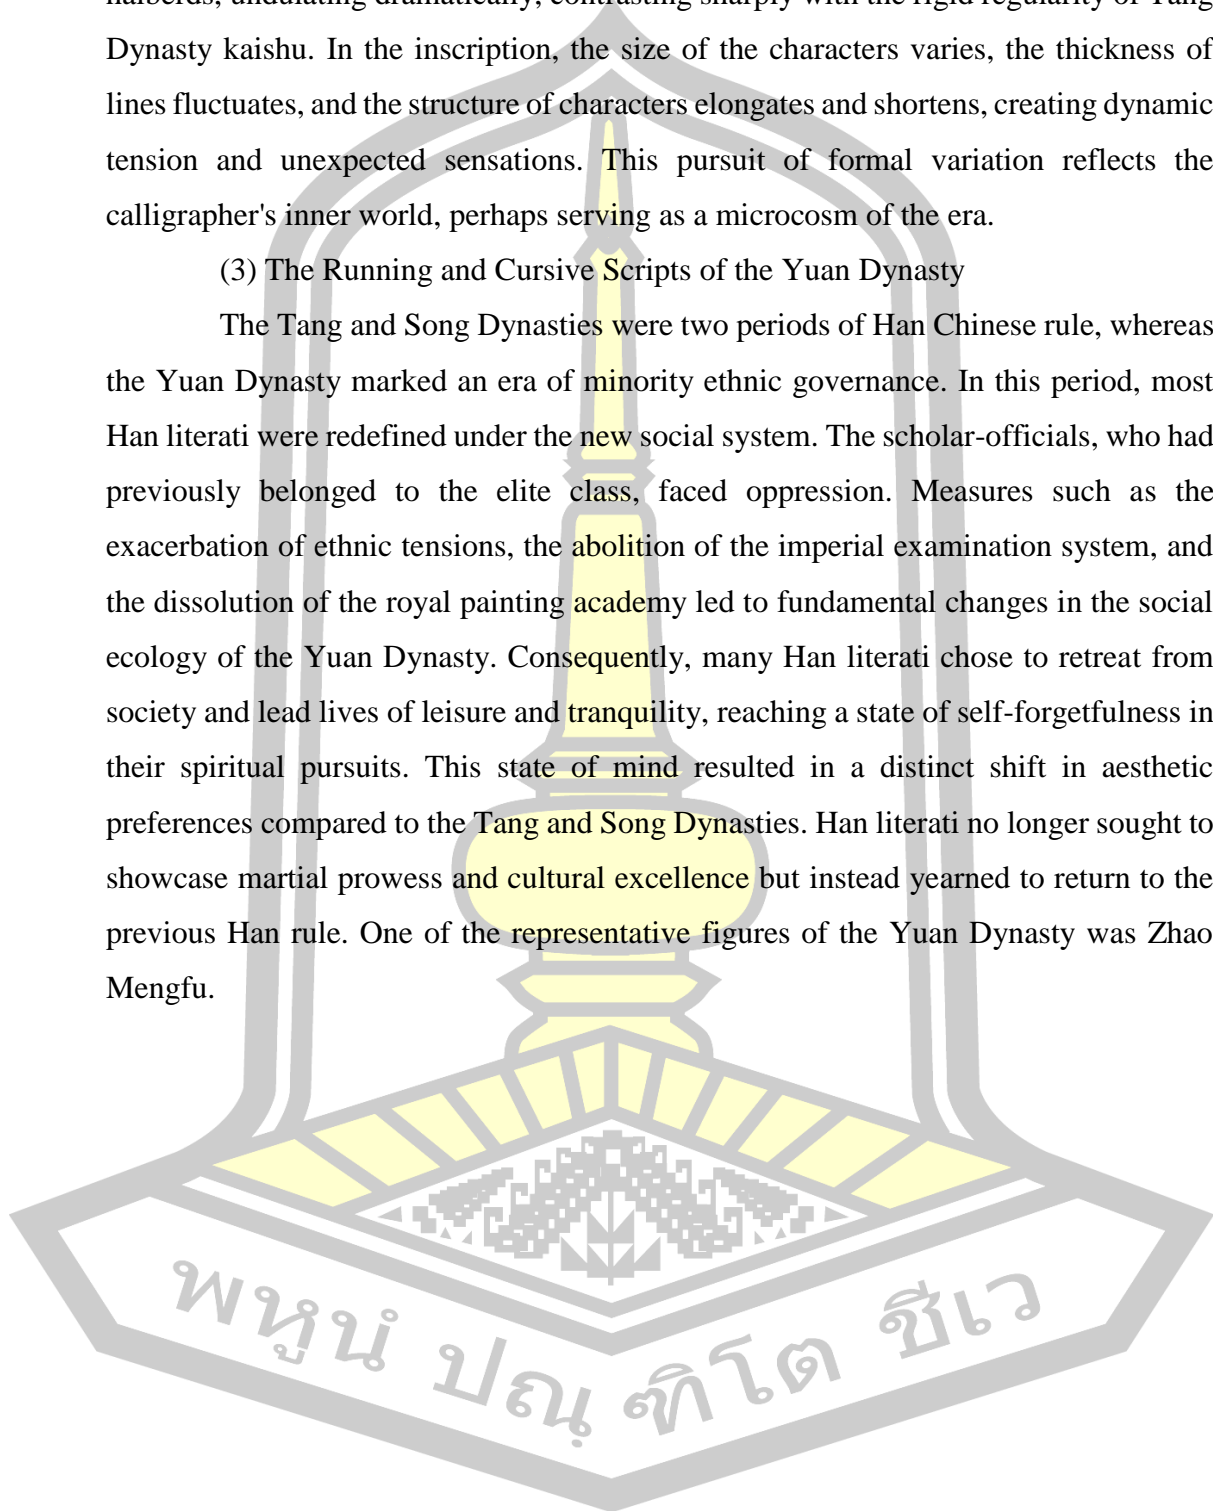 halberds, undulating dramatically, contrasting sharply with the rigid regularity of Tang
Dynasty kaishu. In the inscription, the size of the characters varies, the thickness of
lines fluctuates, and the structure of characters elongates and shortens, creating dynamic
tension and unexpected sensations. This pursuit of formal variation reflects the
calligrapher's inner world, perhaps serving as a microcosm of the era.
(3) The Running and Cursive Scripts of the Yuan Dynasty
The Tang and Song Dynasties were two periods of Han Chinese rule, whereas
the Yuan Dynasty marked an era of minority ethnic governance. In this period, most
Han literati were redefined under the new social system. The scholar-officials, who had
previously belonged to the elite class, faced oppression. Measures such as the
exacerbation of ethnic tensions, the abolition of the imperial examination system, and
the dissolution of the royal painting academy led to fundamental changes in the social
ecology of the Yuan Dynasty. Consequently, many Han literati chose to retreat from
society and lead lives of leisure and tranquility, reaching a state of self-forgetfulness in
their spiritual pursuits. This state of mind resulted in a distinct shift in aesthetic
preferences compared to the Tang and Song Dynasties. Han literati no longer sought to
showcase martial prowess and cultural excellence but instead yearned to return to the
previous Han rule. One of the representative figures of the Yuan Dynasty was Zhao
Mengfu.
พหูนํ ปณฺฑิโต ชีเว